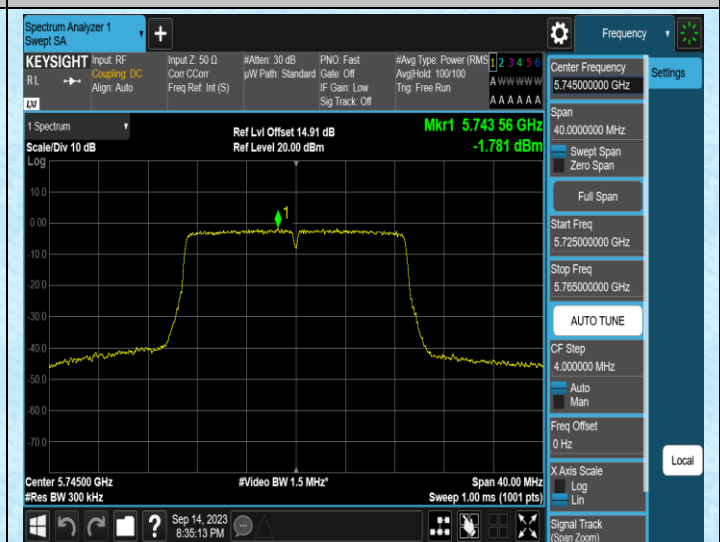 Spectrum Analyzer 1
Swept SA
+
Frequency
KEYSIGHT
RL
LXI
Input: RF
Coupling: DC
Align: Auto
Input Z: 50 Ω
Corr CCorr
Freq Ref: Int (S)
#Atten: 30 dB
µW Path: Standard
PNO: Fast
Gate: Off
IF Gain: Low
Sig Track: Off
#Avg Type: Power (RMS
Avg|Hold: 100/100
Trig: Free Run
1 2 3 4 5 6
A W W W W W
A A A A A A
1 Spectrum
Scale/Div 10 dB
Log
Ref Lvl Offset 14.91 dB
Ref Level 20.00 dBm
Mkr1 5.743 56 GHz
-1.781 dBm
10.0
0.00
-10.0
-20.0
-30.0
-40.0
-50.0
-60.0
-70.0
1
Center 5.74500 GHz
#Res BW 300 kHz
#Video BW 1.5 MHz*
Span 40.00 MHz
Sweep 1.00 ms (1001 pts)
Center Frequency
5.745000000 GHz
Settings
Span
40.0000000 MHz
Swept Span
Zero Span
Full Span
Start Freq
5.725000000 GHz
Stop Freq
5.765000000 GHz
AUTO TUNE
CF Step
4.000000 MHz
Auto
Man
Freq Offset
0 Hz
X Axis Scale
Log
Lin
Local
Signal Track
(Span Zoom)
?
Sep 14, 2023
8:35:13 PM